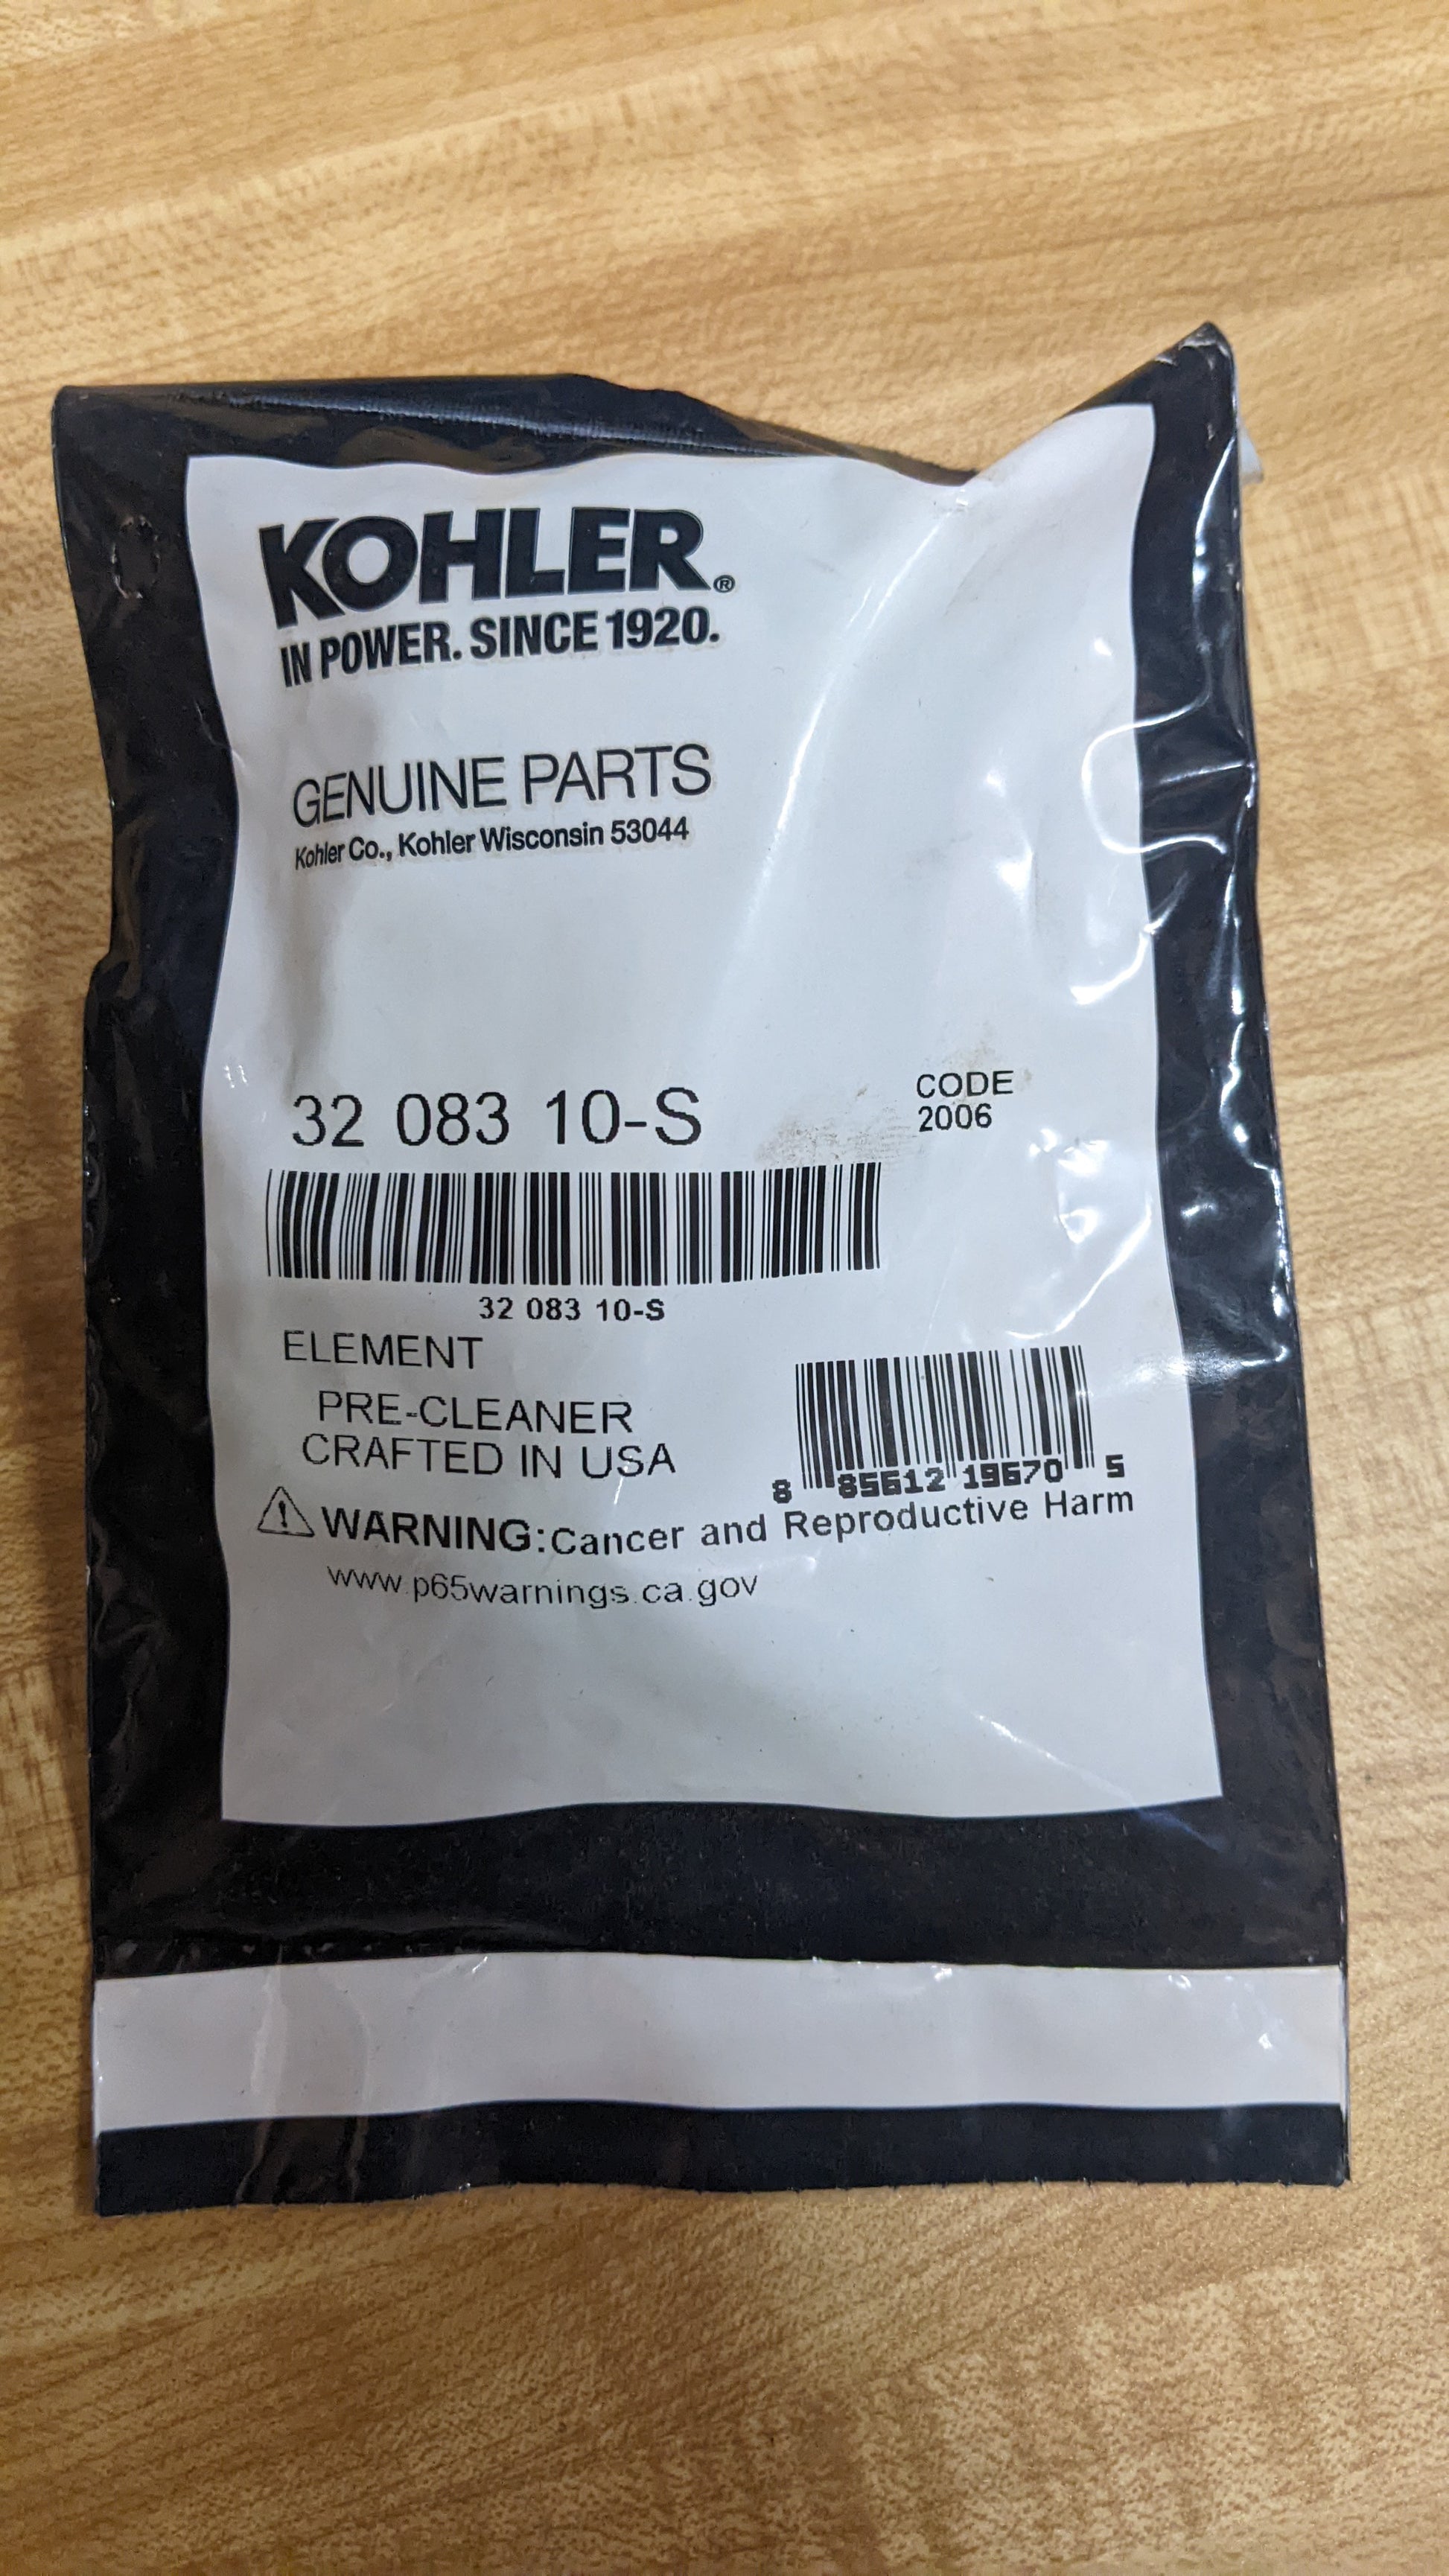 KOHLER®
IN POWER. SINCE 1920.
GENUINE PARTS
Kohler Co., Kohler Wisconsin 53044
32 083 10-S
CODE
2006
32 083 10-S
ELEMENT
PRE-CLEANER
CRAFTED IN USA
8 85612 19670 5
WARNING:Cancer and Reproductive Harm
www.p65warnings.ca.gov